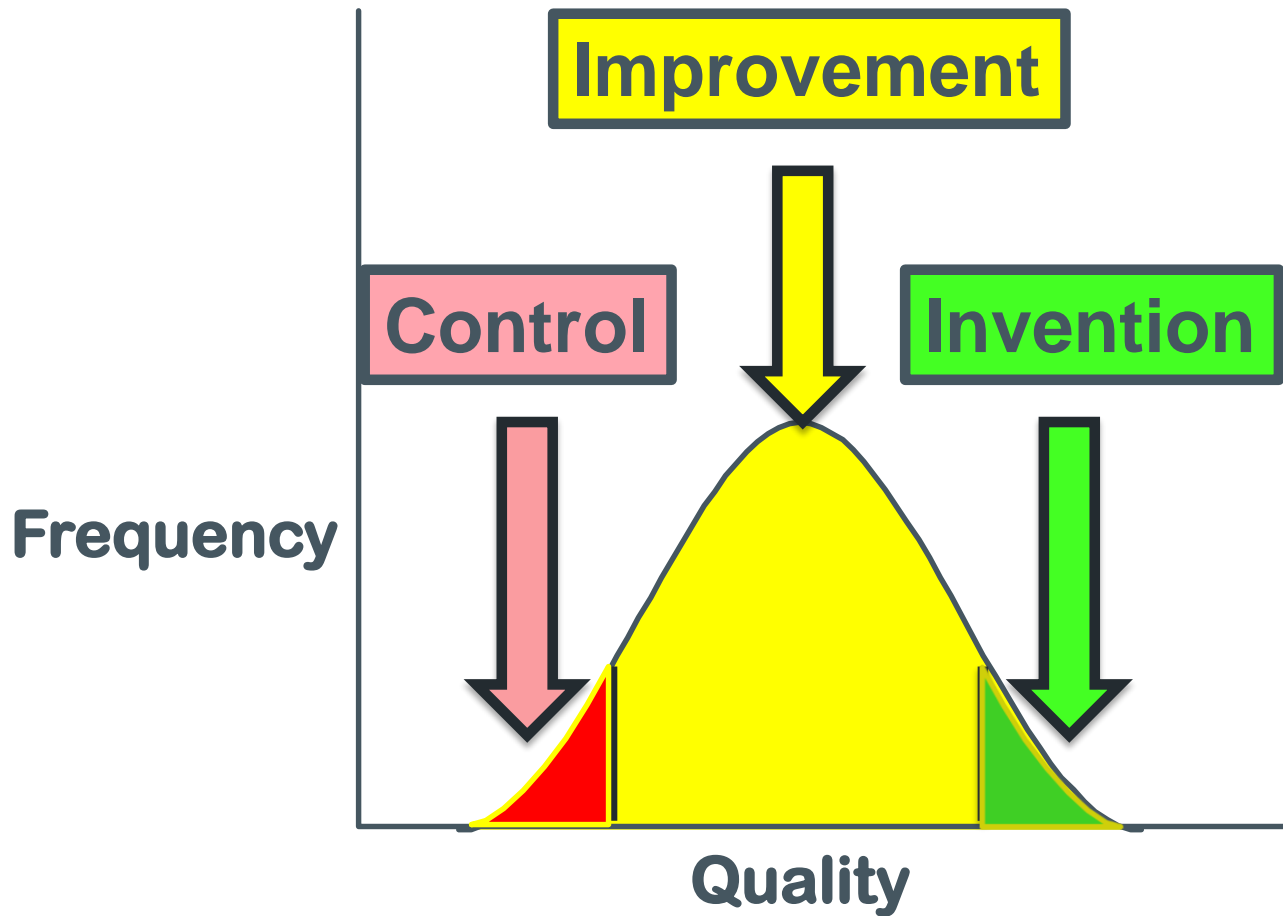 Improvement
Control
Invention
Frequency
Quality